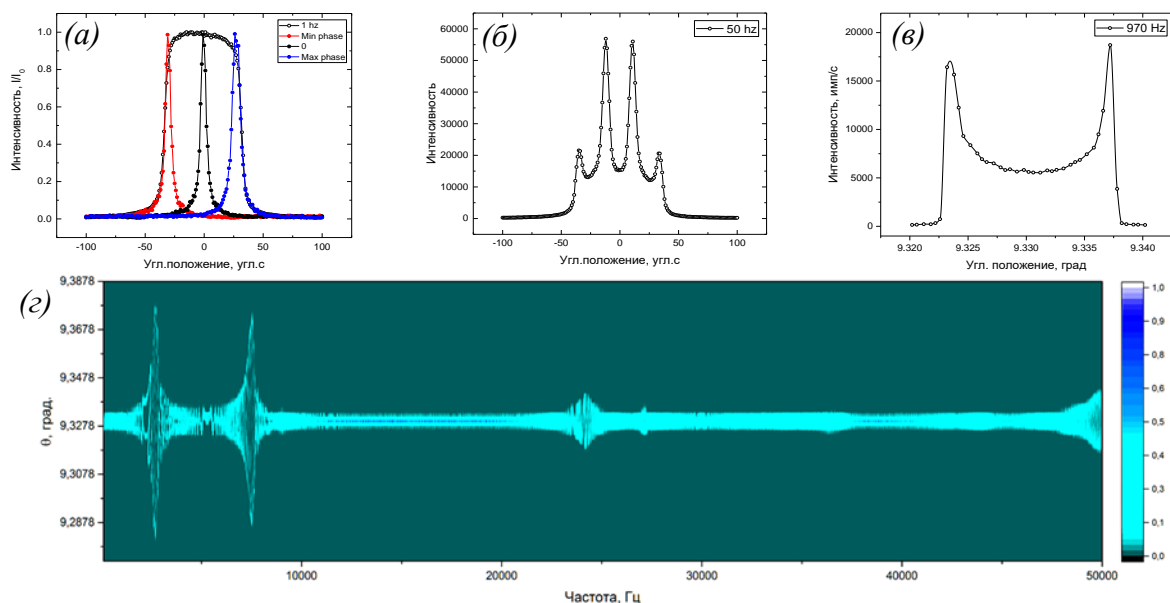 (а)
1 hz
Min phase
0
Max phase
Интенсивность, I/I₀
1.0
0.8
0.6
0.4
0.2
0.0
-100 -50 0 50 100
Угл.положение, угл.с
(б)
50 hz
Интенсивность
60000
50000
40000
30000
20000
10000
0
-100 -50 0 50 100
Угл.положение, угл.с
(в)
970 Hz
Интенсивность, имп/с
20000
15000
10000
5000
0
9.320 9.325 9.330 9.335 9.340
Угл. положение, град
(г)
θ, град.
9,3878
9,3678
9,3478
9,3278
9,3078
9,2878
10000 20000 30000 40000 50000
Частота, Гц
1,0
0,9
0,8
0,7
0,6
0,5
0,4
0,3
0,2
0,1
0,0